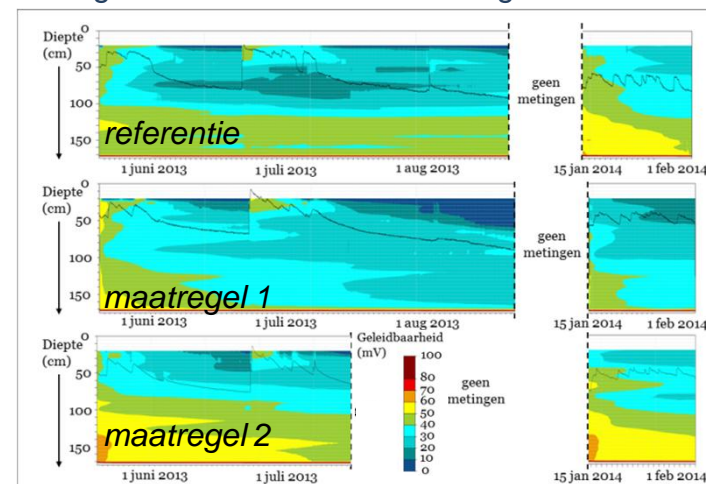 Diepte
(cm)
0
50
100
150
referentie
1 juni 2013
1 juli 2013
1 aug 2013
geen
metingen
15 jan 2014
1 feb 2014
Diepte
(cm)
0
50
100
150
maatregel 1
1 juni 2013
1 juli 2013
geen
metingen
15 jan 2014
1 feb 2014
Diepte
(cm)
0
50
100
150
maatregel 2
1 juni 2013
1 juli 2013
Geleidbaarheid
(mV)
100
80
70
60
50
40
30
20
10
0
geen
metingen
15 jan 2014
1 feb 2014